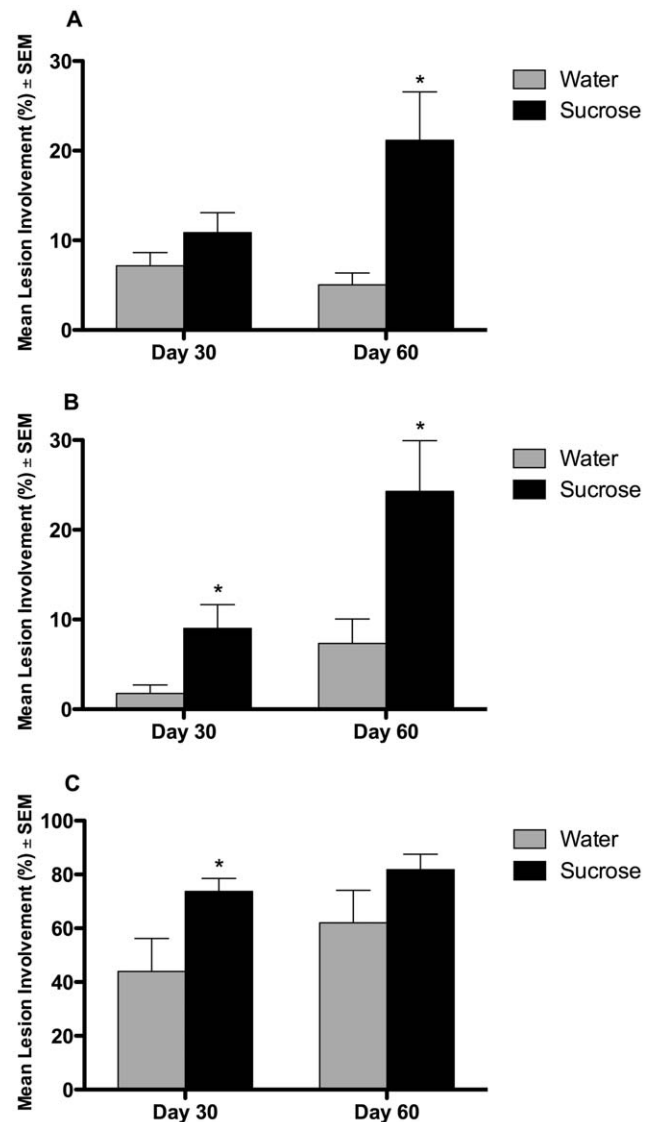 A
Mean Lesion Involvement (%) ± SEM
30
20
10
0
*
Day 30
Day 60
Water
Sucrose
B
Mean Lesion Involvement (%) ± SEM
30
20
10
0
*
*
Day 30
Day 60
Water
Sucrose
C
Mean Lesion Involvement (%) ± SEM
100
80
60
40
20
0
*
Day 30
Day 60
Water
Sucrose